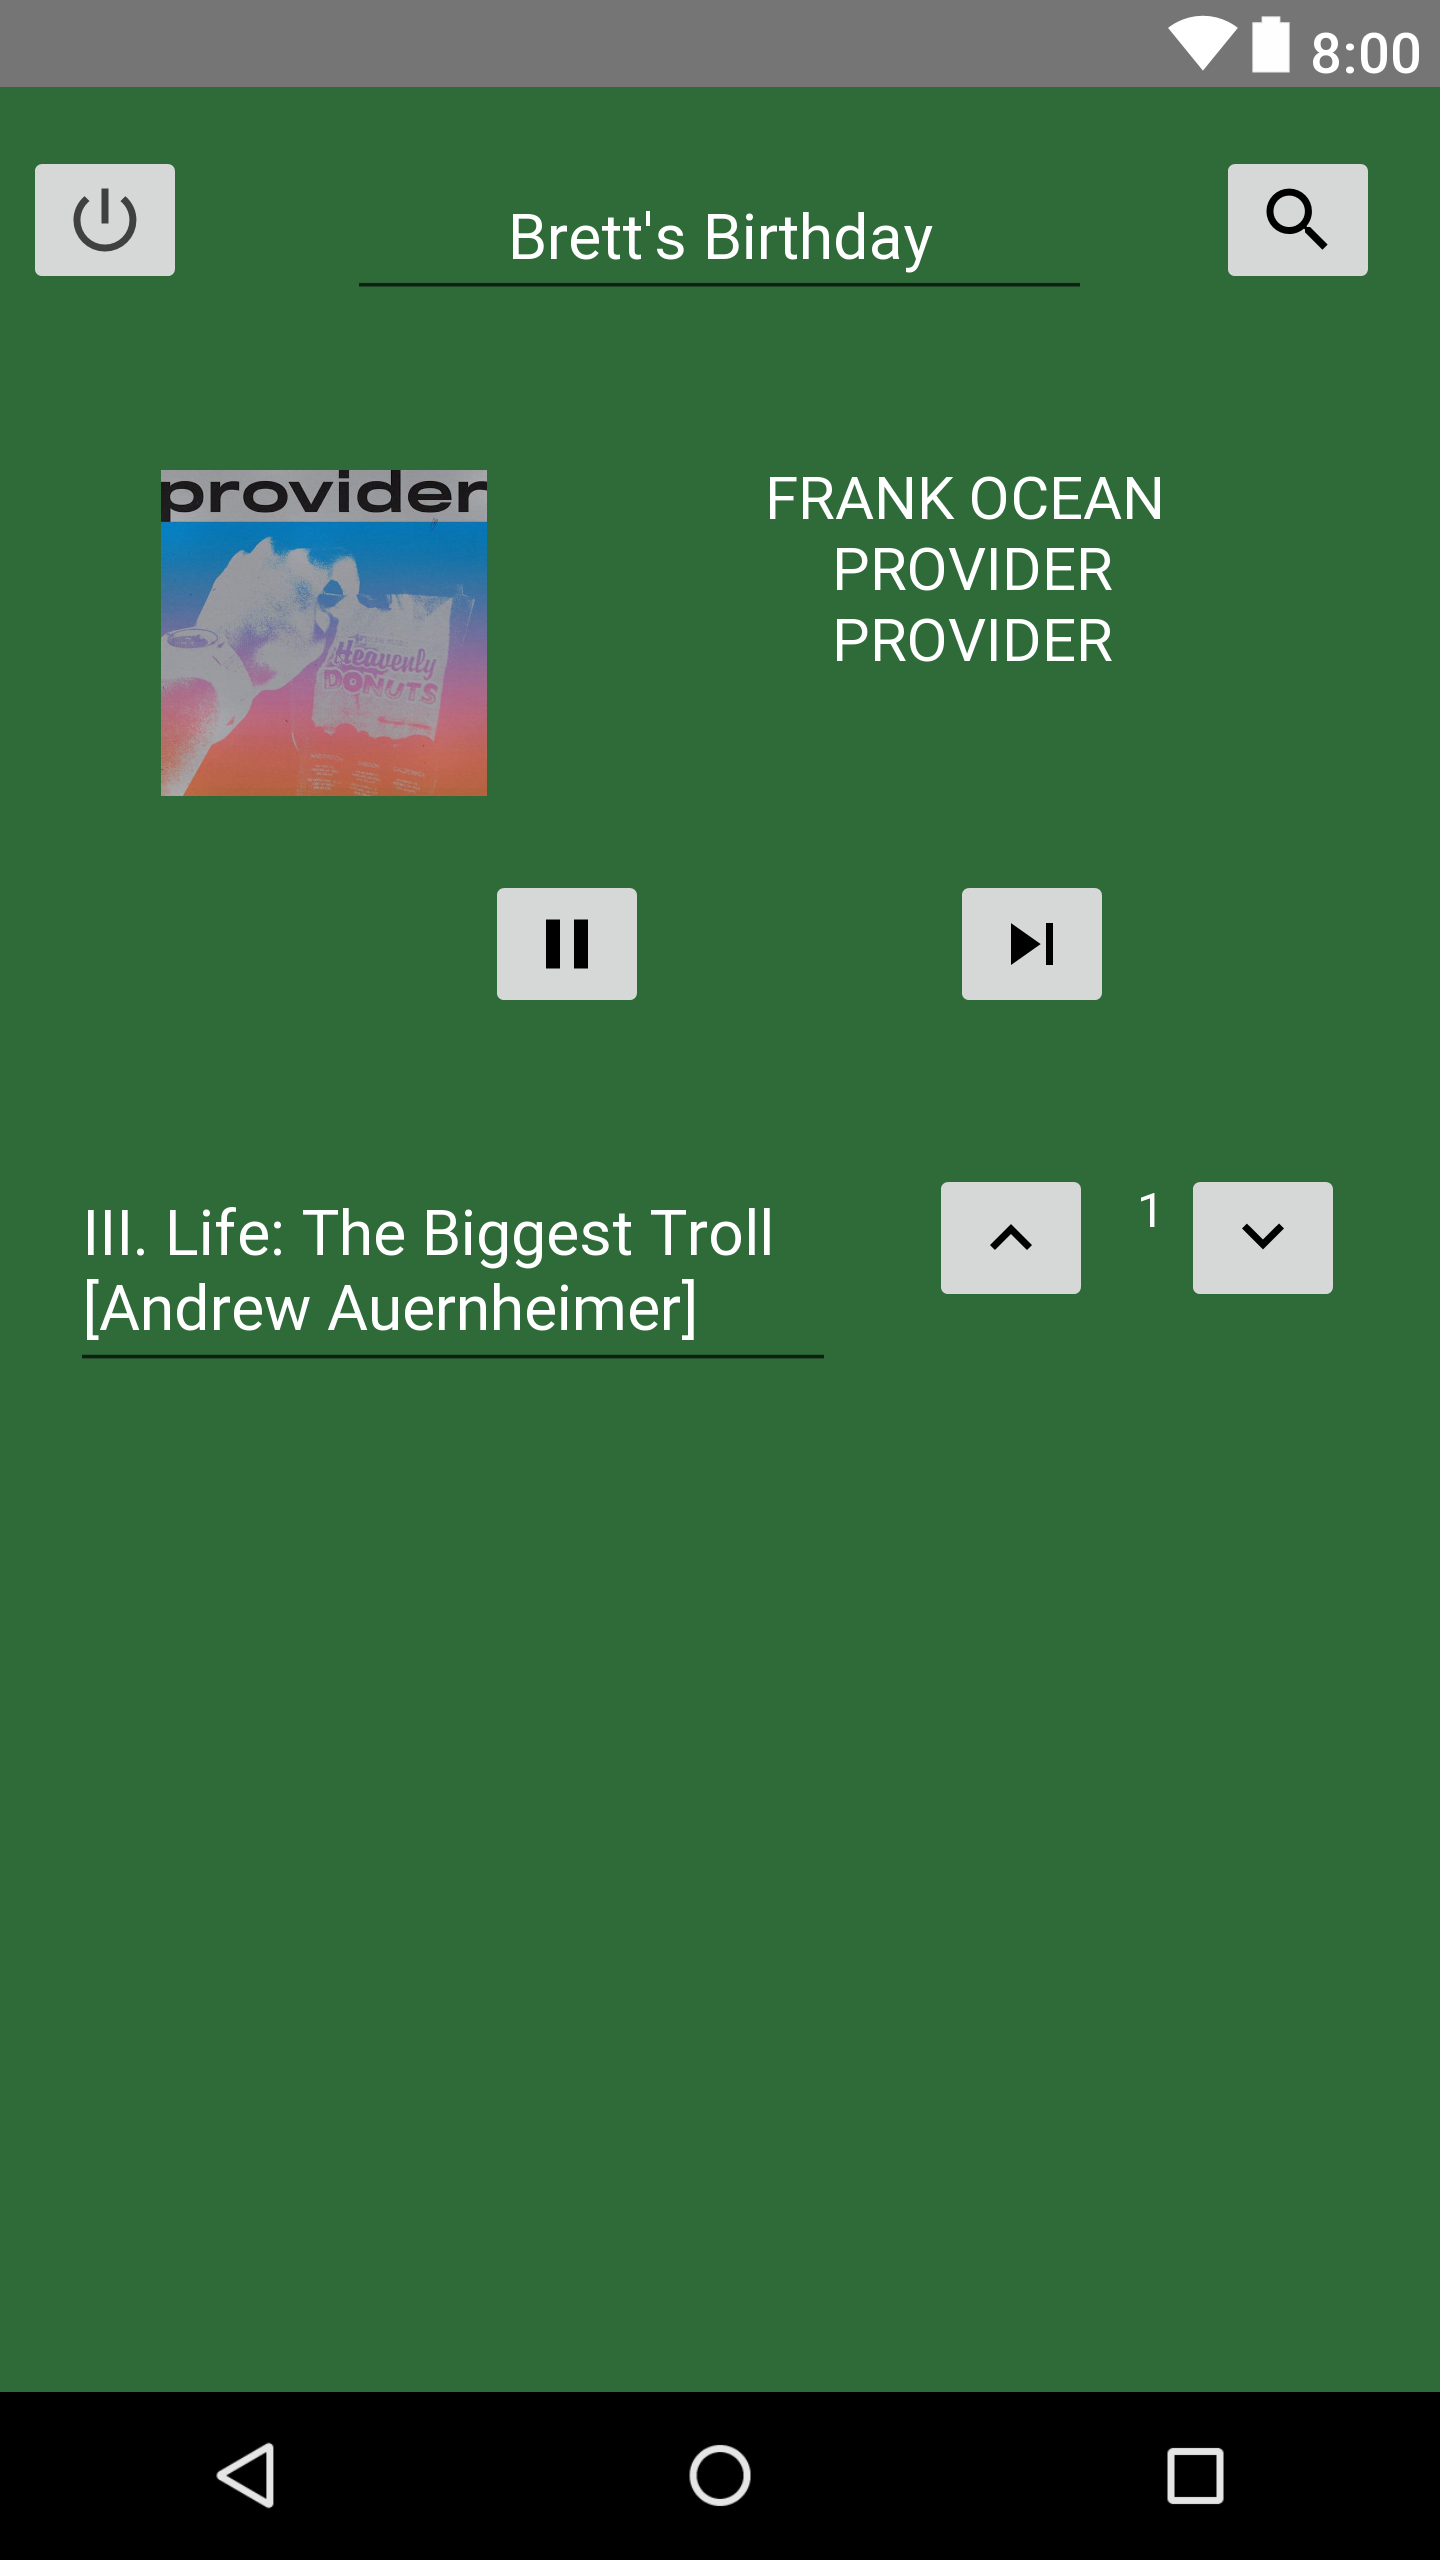 8:00
Brett's Birthday
provider
Heavenly
DONUTS
FRANK OCEAN
PROVIDER
PROVIDER
III. Life: The Biggest Troll
[Andrew Auernheimer]
1